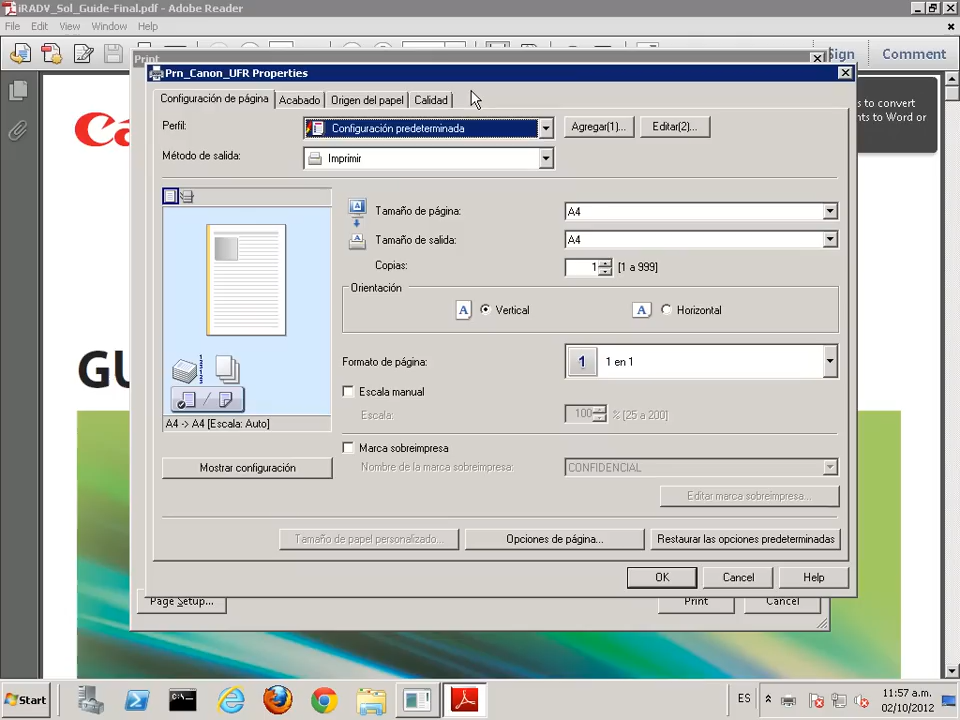 iRADV_Sol_Guide-Final.pdf - Adobe Reader
File Edit View Window Help
Sign Comment
Print
Prn_Canon_UFR Properties
Configuración de página Acabado Origen del papel Calidad
s to convert
nts to Word or
Perfil: Configuración predeterminada Agregar(1)... Editar(2)...
Método de salida: Imprimir
Tamaño de página: A4
Tamaño de salida: A4
Copias: 1 [1 a 999]
Orientación
A Vertical A Horizontal
Formato de página: 1 1 en 1
Escala manual
Escala: 100 % [25 a 200]
A4 -> A4 [Escala: Auto]
Marca sobreimpresa
Nombre de la marca sobreimpresa: CONFIDENCIAL
Mostrar configuración
Editar marca sobreimpresa...
Tamaño de papel personalizado... Opciones de página... Restaurar las opciones predeterminadas
OK Cancel Help
Page Setup... Print Cancel
Ca
GU
Start ES 11:57 a.m.
02/10/2012